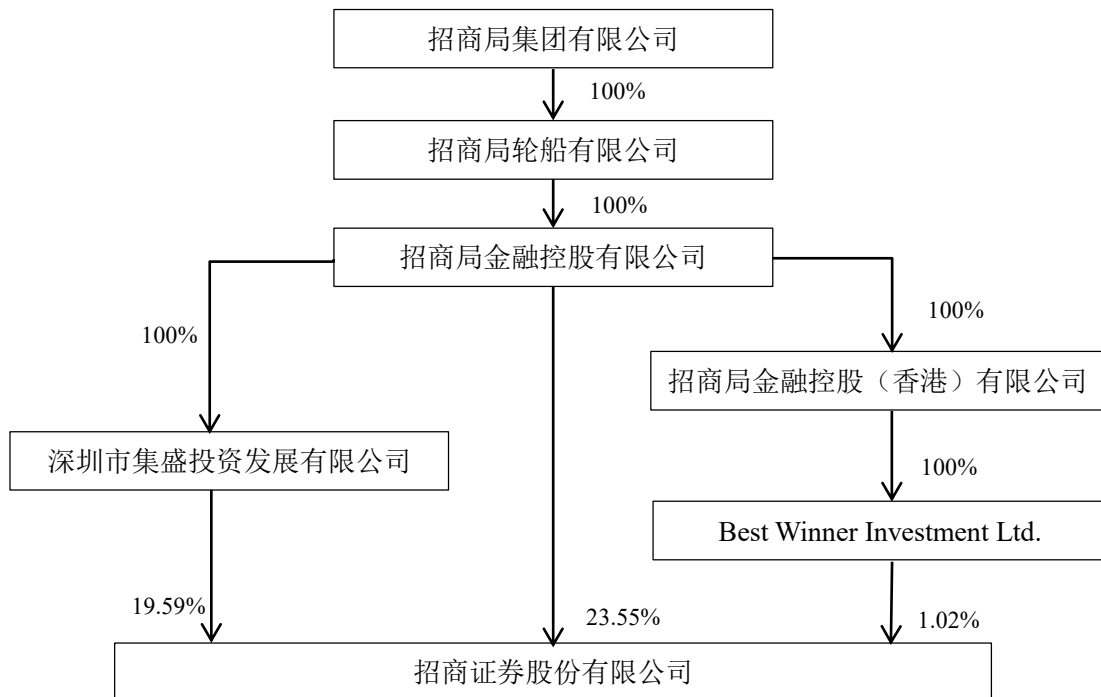 招商局集团有限公司
100%
招商局轮船有限公司
100%
招商局金融控股有限公司
100%
100%
招商局金融控股（香港）有限公司
深圳市集盛投资发展有限公司
100%
Best Winner Investment Ltd.
19.59%
23.55%
1.02%
招商证券股份有限公司